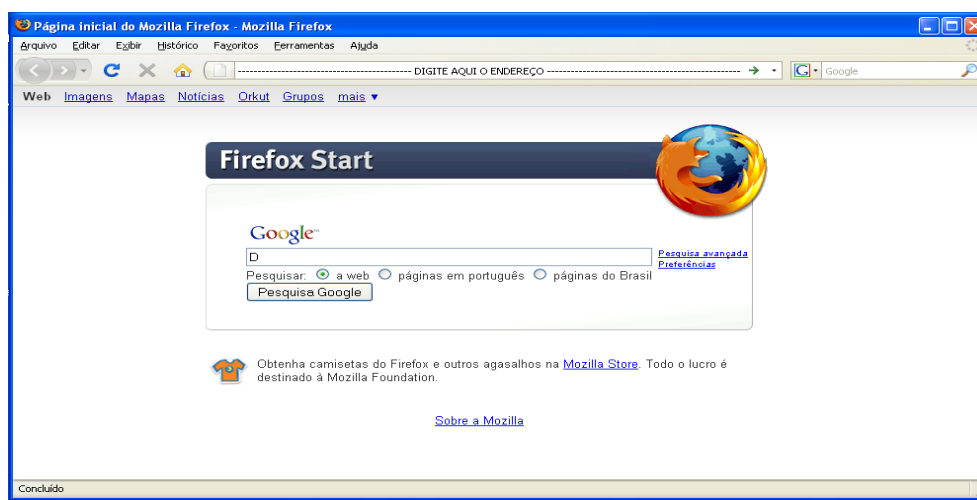 Página inicial do Mozilla Firefox - Mozilla Firefox
Arquivo Editar Exibir Histórico Favoritos Ferramentas Ajuda
---------------------------------------- DIGITE AQUI O ENDEREÇO -------------------------------------------- G Google
Web Imagens Mapas Notícias Orkut Grupos mais ▼
Firefox Start
Google™
D
Pesquisa avançada
Preferências
Pesquisar: a web páginas em português páginas do Brasil
Pesquisa Google
Obtenha camisetas do Firefox e outros agasalhos na Mozilla Store. Todo o lucro é
destinado à Mozilla Foundation.
Sobre a Mozilla
Concluído